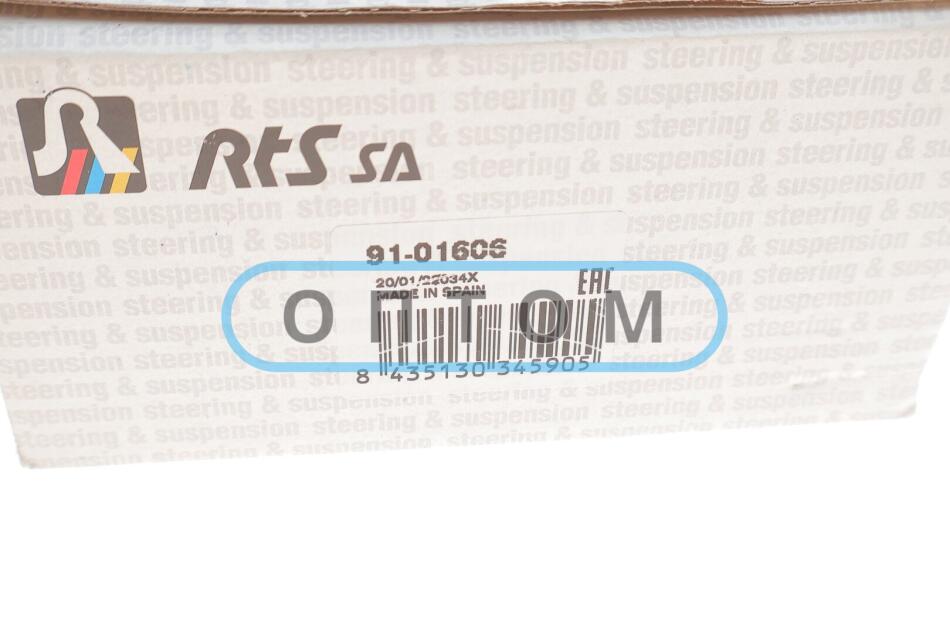 steering & suspension steering & suspension
RTS SA
91-01606
20/01/22034X
MADE IN SPAIN
EAC
ОПТОМ
8 435130 345905